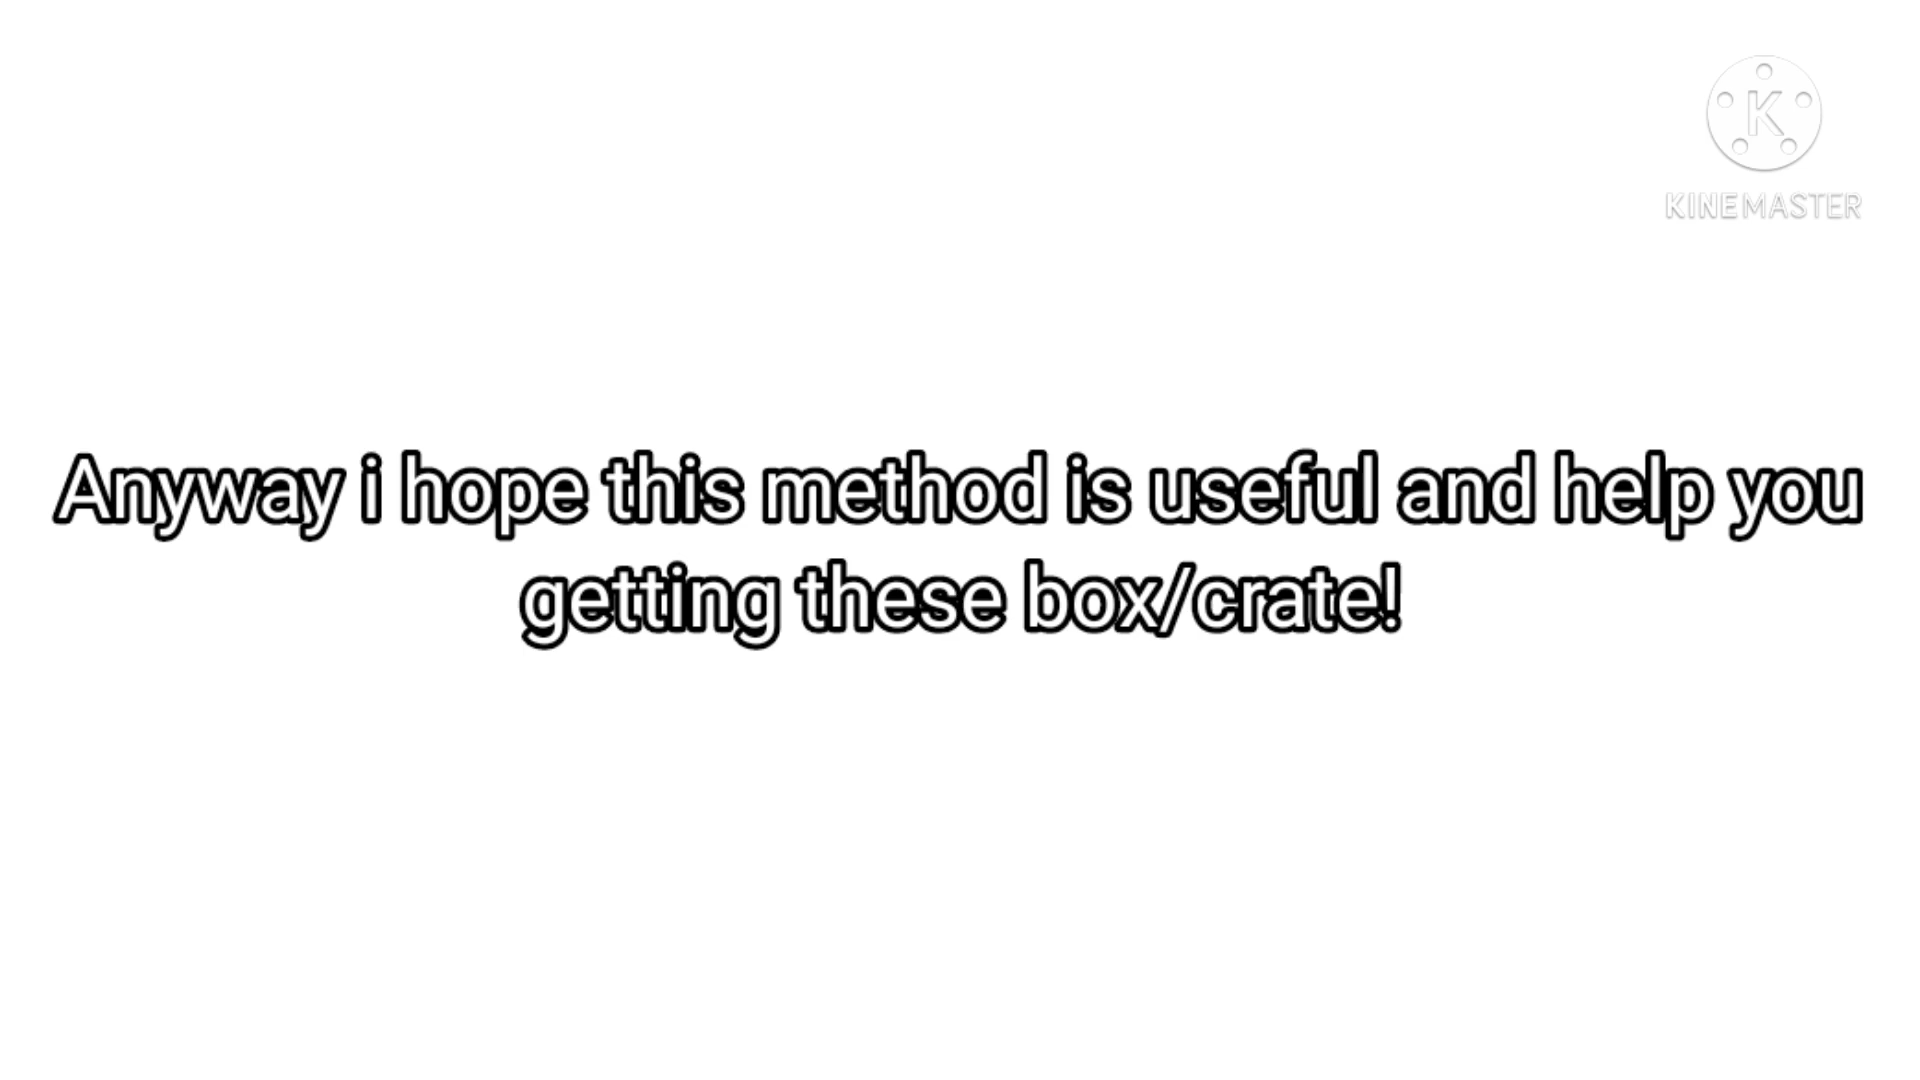 K
KINEMASTER
Anyway i hope this method is useful and help you
getting these box/crate!